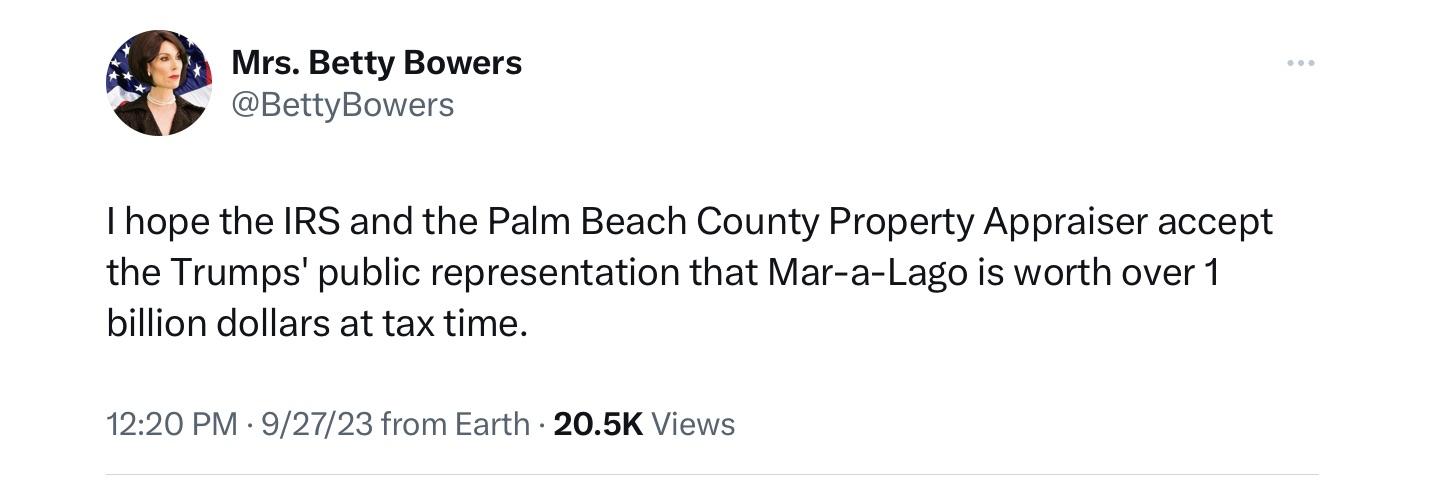 Mrs. Betty Bowers
@BettyBowers
I hope the IRS and the Palm Beach County Property Appraiser accept
the Trumps' public representation that Mar-a-Lago is worth over 1
billion dollars at tax time.
12:20 PM · 9/27/23 from Earth · 20.5K Views